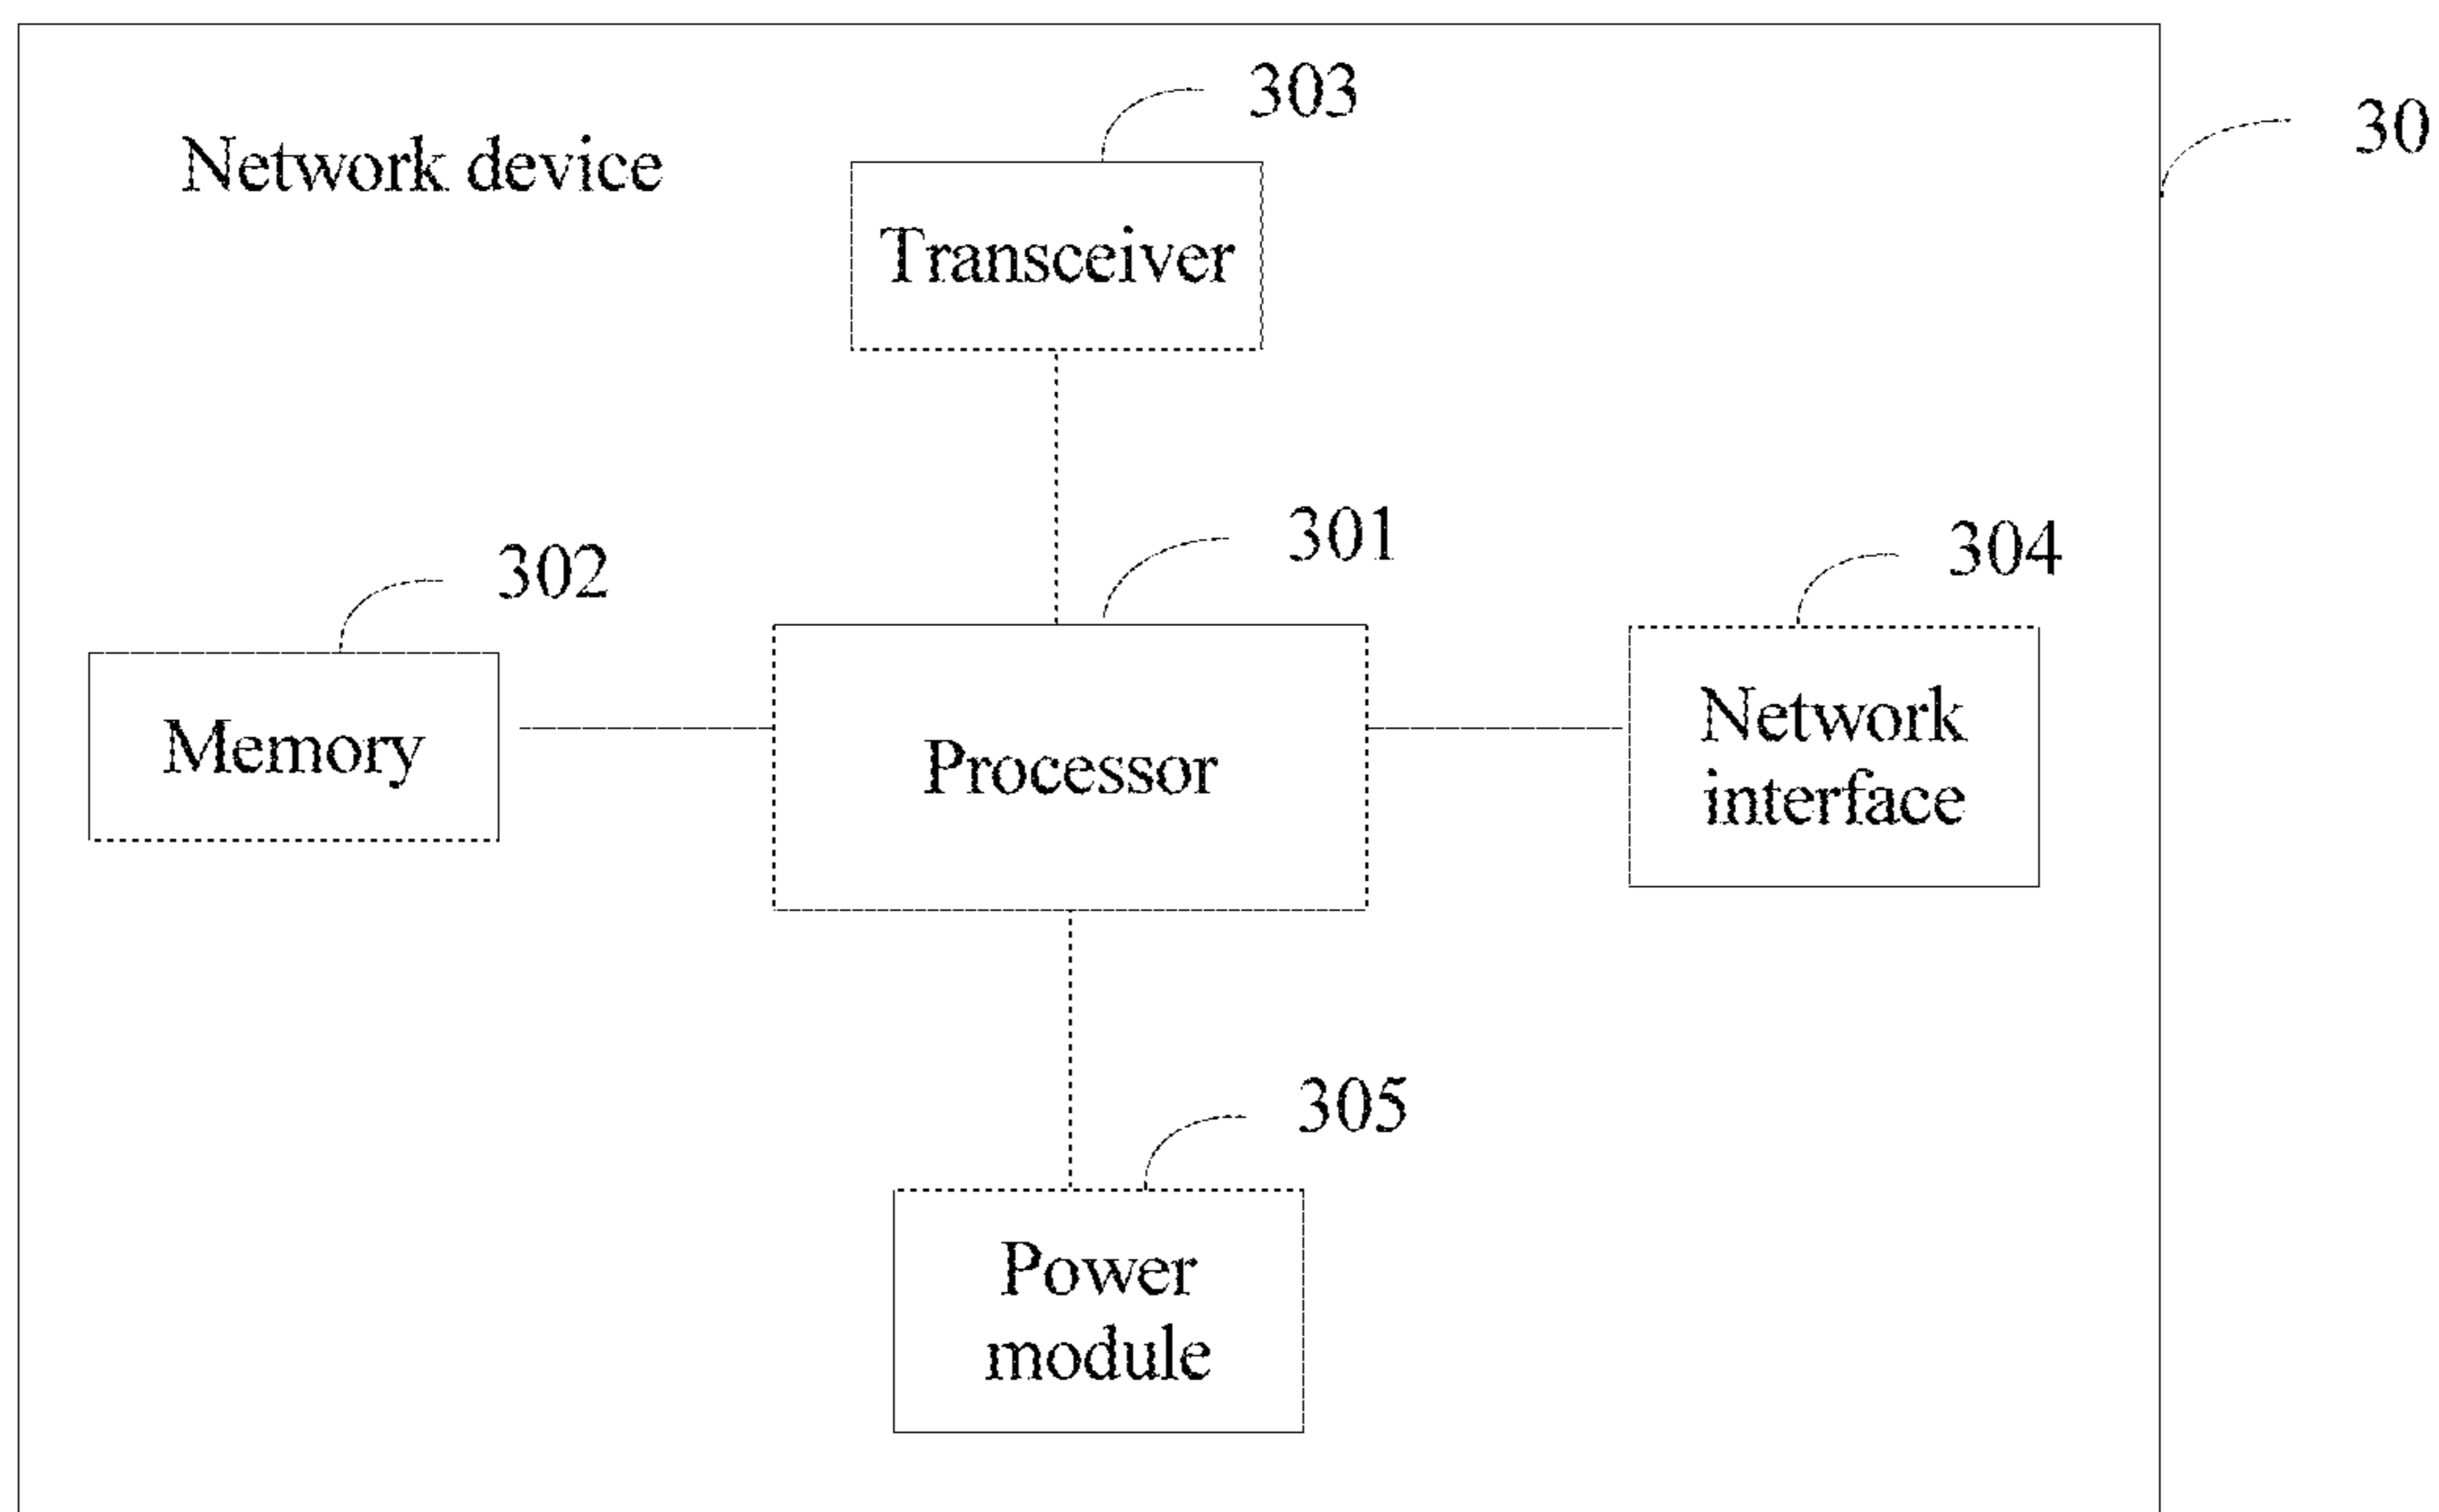 303
30
Network device
Transceiver
301
304
302
Network
interface
Memory
Processor
305
Power
module